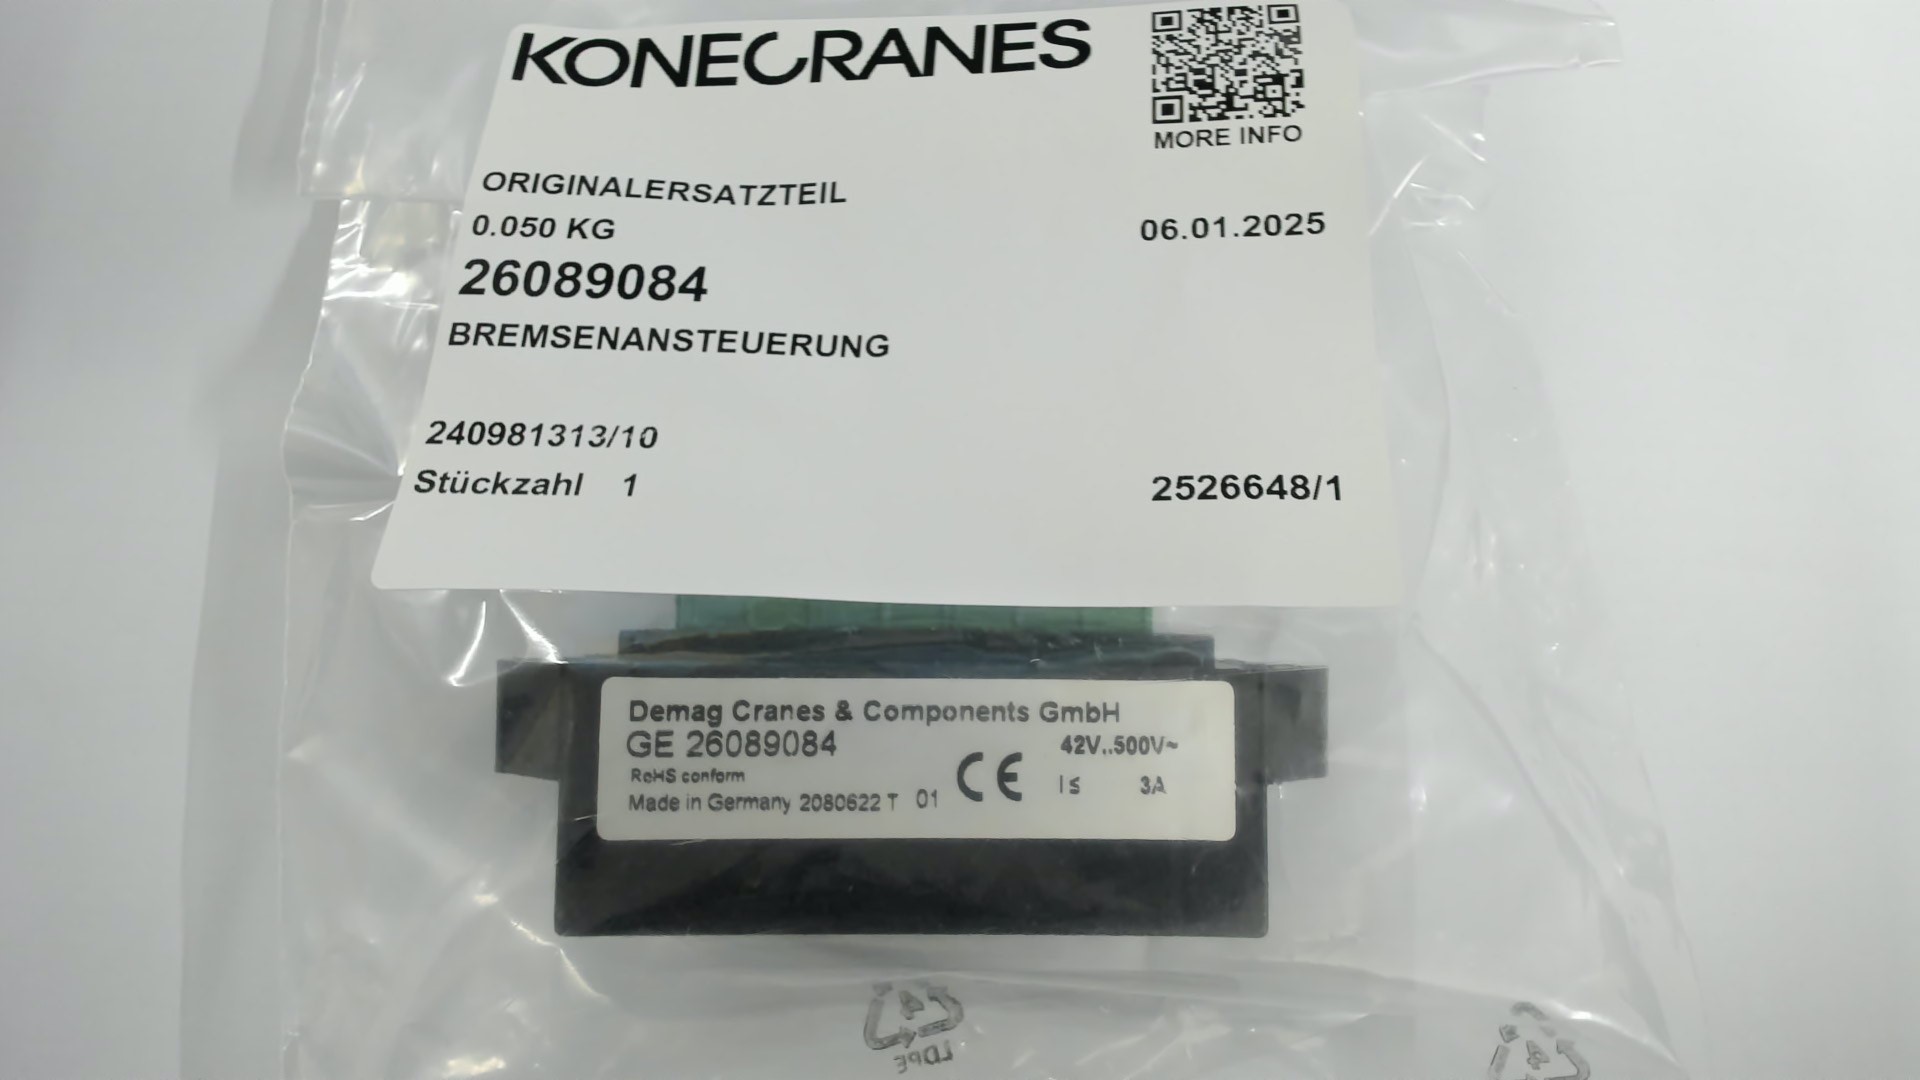 KONECRANES
MORE INFO
ORIGINALERSATZTEIL
0.050 KG
06.01.2025
26089084
BREMSENANSTEUERUNG
240981313/10
Stückzahl 1
2526648/1
Demag Cranes & Components GmbH
GE 26089084
42V..500V~
RoHS conform
CE
I≤ 3A
Made in Germany 2080622 T 01
LDPE